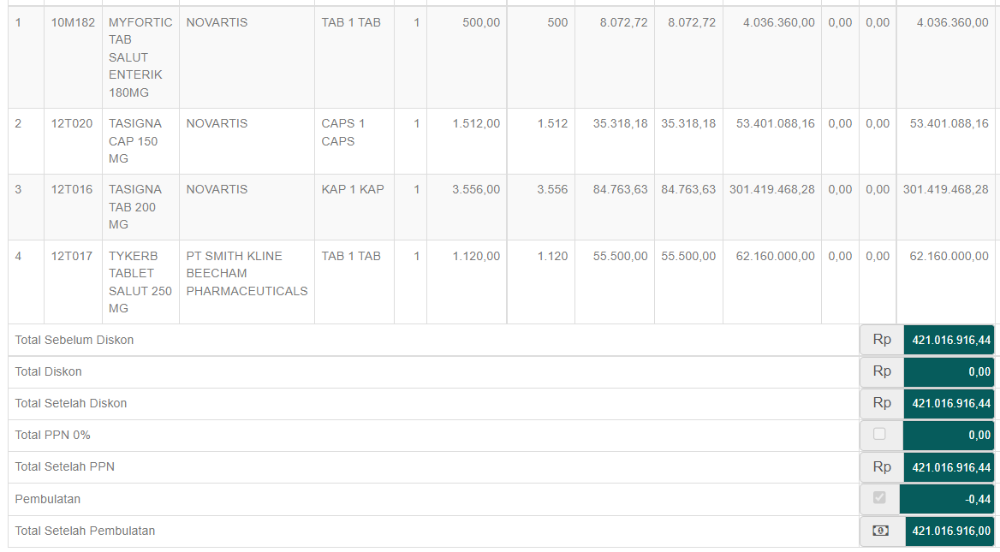 1 10M182 MYFORTIC NOVARTIS TAB 1 TAB 1 500,00 500 8.072,72 8.072,72 4.036.360,00 0,00 0,00 4.036.360,00
TAB
SALUT
ENTERIK
180MG
2 12T020 TASIGNA NOVARTIS CAPS 1 1 1.512,00 1.512 35.318,18 35.318,18 53.401.088,16 0,00 0,00 53.401.088,16
CAP 150 CAPS
MG
3 12T016 TASIGNA NOVARTIS KAP 1 KAP 1 3.556,00 3.556 84.763,63 84.763,63 301.419.468,28 0,00 0,00 301.419.468,28
TAB 200
MG
4 12T017 TYKERB PT SMITH KLINE TAB 1 TAB 1 1.120,00 1.120 55.500,00 55.500,00 62.160.000,00 0,00 0,00 62.160.000,00
TABLET BEECHAM
SALUT 250 PHARMACEUTICALS
MG
Total Sebelum Diskon Rp 421.016.916,44
Total Diskon Rp 0,00
Total Setelah Diskon Rp 421.016.916,44
Total PPN 0% 0,00
Total Setelah PPN Rp 421.016.916,44
Pembulatan -0,44
Total Setelah Pembulatan 421.016.916,00